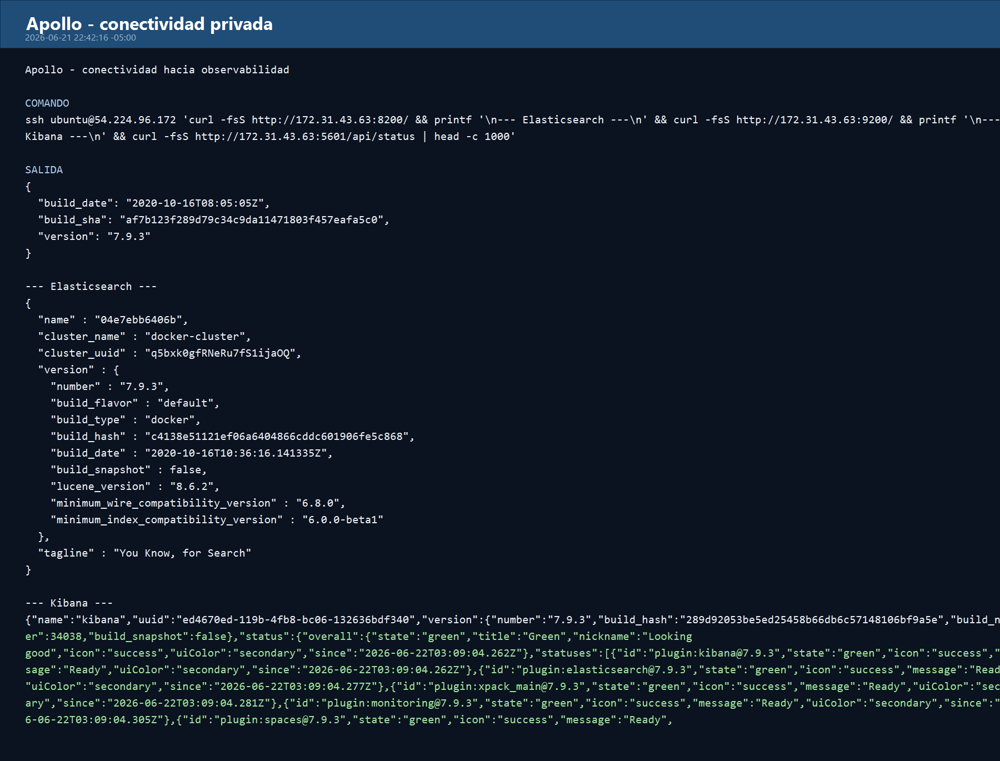 Apollo - conectividad privada
2026-06-21 22:42:16 -05:00
Apollo - conectividad hacia observabilidad
COMANDO
ssh ubuntu@54.224.96.172 'curl -fsS http://172.31.43.63:8200/ && printf '\n--- Elasticsearch ---\n' && curl -fsS http://172.31.43.63:9200/ && printf '\n---
Kibana ---\n' && curl -fsS http://172.31.43.63:5601/api/status | head -c 1000'
SALIDA
{
  "build_date": "2020-10-16T08:05:05Z",
  "build_sha": "af7b123f289d79c34c9da11471803f457eafa5c0",
  "version": "7.9.3"
}
--- Elasticsearch ---
{
  "name" : "04e7ebb6406b",
  "cluster_name" : "docker-cluster",
  "cluster_uuid" : "q5bxk0gfRNeRu7fS1ijaOQ",
  "version" : {
    "number" : "7.9.3",
    "build_flavor" : "default",
    "build_type" : "docker",
    "build_hash" : "c4138e51121ef06a6404866cddc601906fe5c868",
    "build_date" : "2020-10-16T10:36:16.141335Z",
    "build_snapshot" : false,
    "lucene_version" : "8.6.2",
    "minimum_wire_compatibility_version" : "6.8.0",
    "minimum_index_compatibility_version" : "6.0.0-beta1"
  },
  "tagline" : "You Know, for Search"
}
--- Kibana ---
{"name":"kibana","uuid":"ed4670ed-119b-4fb8-bc06-132636bdf340","version":{"number":"7.9.3","build_hash":"289d92053be5ed25458b66db6c57148106bf9a5e","build_n
er":34038,"build_snapshot":false},"status":{"overall":{"state":"green","title":"Green","nickname":"Looking
good","icon":"success","uiColor":"secondary","since":"2026-06-22T03:09:04.262Z"},"statuses":[{"id":"plugin:kibana@7.9.3","state":"green","icon":"success","
sage":"Ready","uiColor":"secondary","since":"2026-06-22T03:09:04.262Z"},{"id":"plugin:elasticsearch@7.9.3","state":"green","icon":"success","message":"Read
"uiColor":"secondary","since":"2026-06-22T03:09:04.277Z"},{"id":"plugin:xpack_main@7.9.3","state":"green","icon":"success","message":"Ready","uiColor":"sec
ary","since":"2026-06-22T03:09:04.281Z"},{"id":"plugin:monitoring@7.9.3","state":"green","icon":"success","message":"Ready","uiColor":"secondary","since":"
6-06-22T03:09:04.305Z"},{"id":"plugin:spaces@7.9.3","state":"green","icon":"success","message":"Ready",